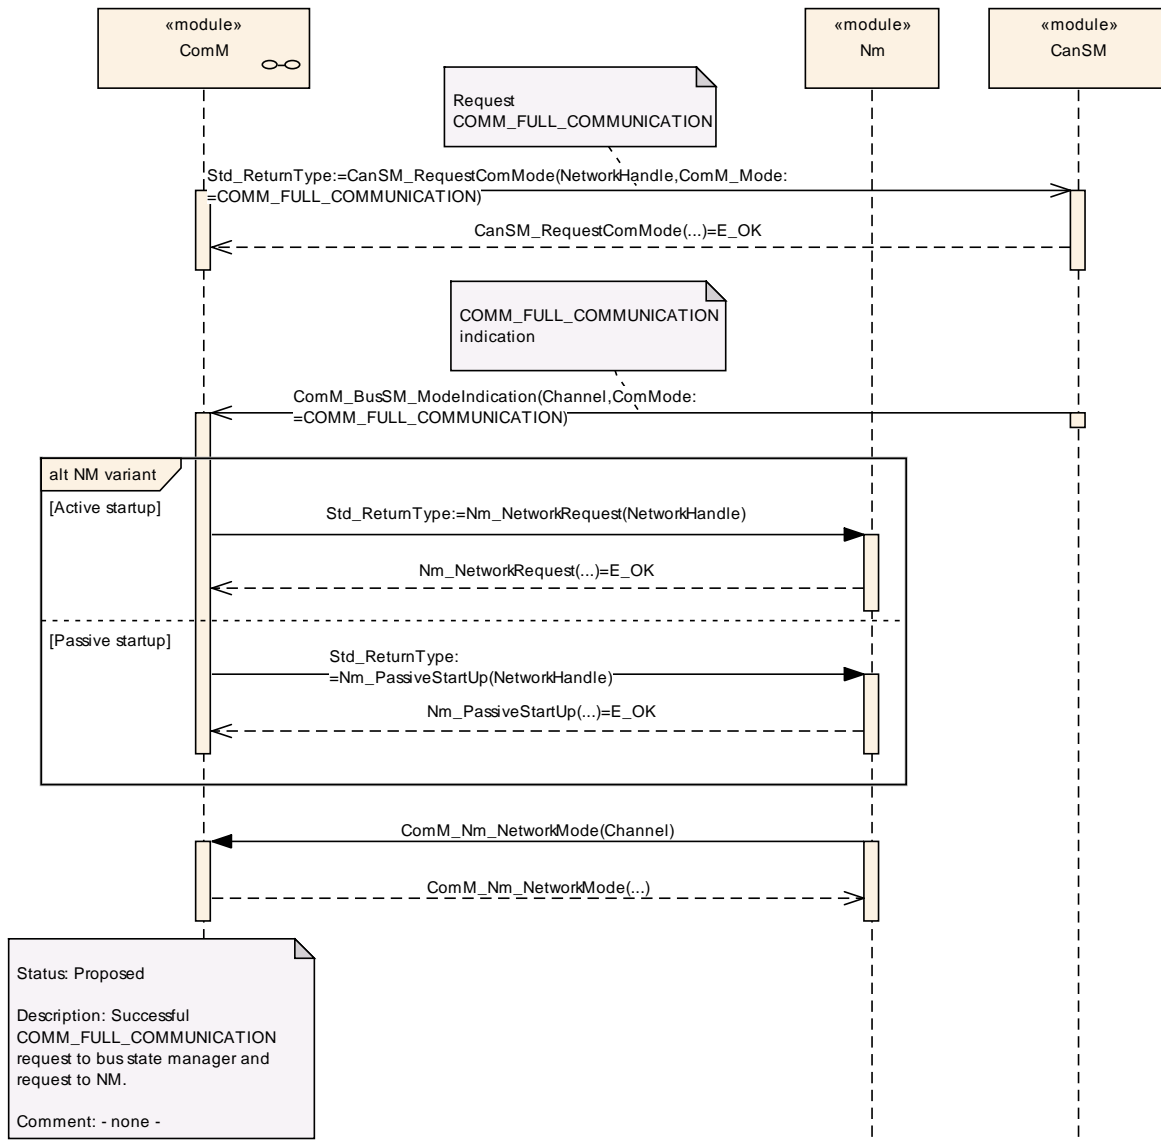 «module»
ComM
«module»
Nm
«module»
CanSM
Request
COMM_FULL_COMMUNICATION
Std_ReturnType:=CanSM_RequestComMode(NetworkHandle,ComM_Mode:
=COMM_FULL_COMMUNICATION)
CanSM_RequestComMode(...)=E_OK
COMM_FULL_COMMUNICATION
indication
ComM_BusSM_ModeIndication(Channel,ComMode:
=COMM_FULL_COMMUNICATION)
alt NM variant
[Active startup]
Std_ReturnType:=Nm_NetworkRequest(NetworkHandle)
Nm_NetworkRequest(...)=E_OK
[Passive startup]
Std_ReturnType:
=Nm_PassiveStartUp(NetworkHandle)
Nm_PassiveStartUp(...)=E_OK
ComM_Nm_NetworkMode(Channel)
ComM_Nm_NetworkMode(...)
Status: Proposed
Description: Successful
COMM_FULL_COMMUNICATION
request to bus state manager and
request to NM.
Comment: - none -